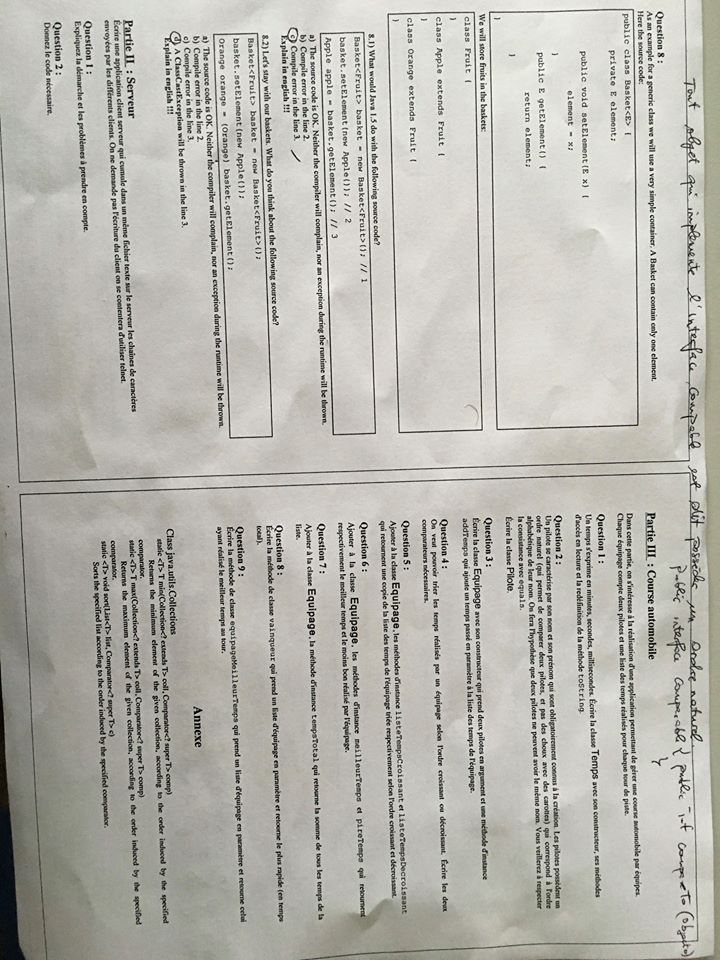 Tout objet qui implemente l'interface Compable est dit posséder un ordre naturel.
public interface Comparable { public int compareTo (objecto)
}
Question 8 :
As an example for a generic class we will use a very simple container. A Basket can contain only one element.
Here the source code:
public class Basket<E> {
private E element;
public void setElement(E x) {
element = x;
}
public E getElement() {
return element;
}
}
We will store fruits in the baskets:
class Fruit {
}
class Apple extends Fruit {
}
class Orange extends Fruit {
}
8.1) What would Java 1.5 do with the following source code?
Basket<Fruit> basket = new Basket<Fruit>(); // 1
basket.setElement(new Apple()); // 2
Apple apple = basket.getElement(); // 3
a) The source code is OK. Neither the compiler will complain, nor an exception during the runtime will be thrown.
b) Compile error in the line 2.
c) Compile error in the line 3.
Explain in english !!!
8.2) Let's stay with our baskets. What do you think about the following source code?
Basket<Fruit> basket = new Basket<Fruit>();
basket.setElement(new Apple());
Orange orange = (Orange) basket.getElement();
a) The source code is OK. Neither the compiler will complain, nor an exception during the runtime will be thrown.
b) Compile error in the line 2.
c) Compile error in the line 3.
d) A ClassCastException will be thrown in the line 3.
Explain in english !!!
Partie II : Serveur
Écrire une application client serveur qui cumule dans un même fichier texte sur le serveur les chaînes de caractères
envoyées par les différents clients. On ne demande pas l'écriture du client on se contentera d'utiliser telnet.
Question 1 :
Expliquez la démarche et les problèmes à prendre en compte.
Question 2 :
Donnez le code nécessaire.
Partie III : Course automobile
Dans cette partie, on s'intéresse à la réalisation d'une application permettant de gérer une course automobile par équipes.
Chaque équipage compte deux pilotes et une liste des temps réalisés pour chaque tour de piste.
Question 1 :
Un temps s'exprime en minutes, secondes, millisecondes. Écrire la classe Temps avec son constructeur, ses méthodes
d'accès en lecture et la redéfinition de la méthode toString.
Question 2 :
Un pilote se caractérise par son nom et son prénom qui sont obligatoirement connus à la création. Les pilotes possèdent un
ordre naturel (qui permet de comparer deux pilotes, et pas des choux avec des carottes) qui correspond à l'ordre
alphabétique de leur nom. On fera l'hypothèse que deux pilotes ne peuvent avoir le même nom. Vous veillerez à respecter
la consistance avec equals.
Écrire la classe Pilote.
Question 3 :
Écrire la classe Equipage avec son constructeur qui prend deux pilotes en argument et une méthode d'instance
addTemps qui ajoute un temps passé en paramètre à la liste des temps de l'équipage.
Question 4 :
On veut pouvoir trier les temps réalisés par un équipage selon l'ordre croissant ou décroissant. Écrire les deux
comparateurs nécessaires.
Question 5 :
Ajouter à la classe Equipage, les méthodes d'instance listeTempsCroissant et listeTempsDecroissant
qui retournent une copie de la liste des temps de l'équipage triée respectivement selon l'ordre croissant et décroissant.
Question 6 :
Ajouter à la classe Equipage, les méthodes d'instance meilleurTemps et pireTemps qui retournent
respectivement le meilleur temps et le moins bon réalisé par l'équipage.
Question 7 :
Ajouter à la classe Equipage, la méthode d'instance tempsTotal qui retourne la somme de tous les temps de la
liste.
Question 8 :
Écrire la méthode de classe vainqueur qui prend un liste d'équipage en paramètre et retourne le plus rapide (en temps
total).
Question 9 :
Écrire la méthode de classe equipageMeilleurTemps qui prend un liste d'équipage en paramètre et retourne celui
ayant réalisé le meilleur temps au tour.
Annexe
Class java.utils.Collections
static <T> T min(Collection<? extends T> coll, Comparator<? super T> comp)
Returns the minimum element of the given collection, according to the order induced by the specified
comparator.
static <T> T max(Collection<? extends T> coll, Comparator<? super T> comp)
Returns the maximum element of the given collection, according to the order induced by the specified
comparator.
static <T> void sort(List<T> list, Comparator<? super T> c)
Sorts the specified list according to the order induced by the specified comparator.